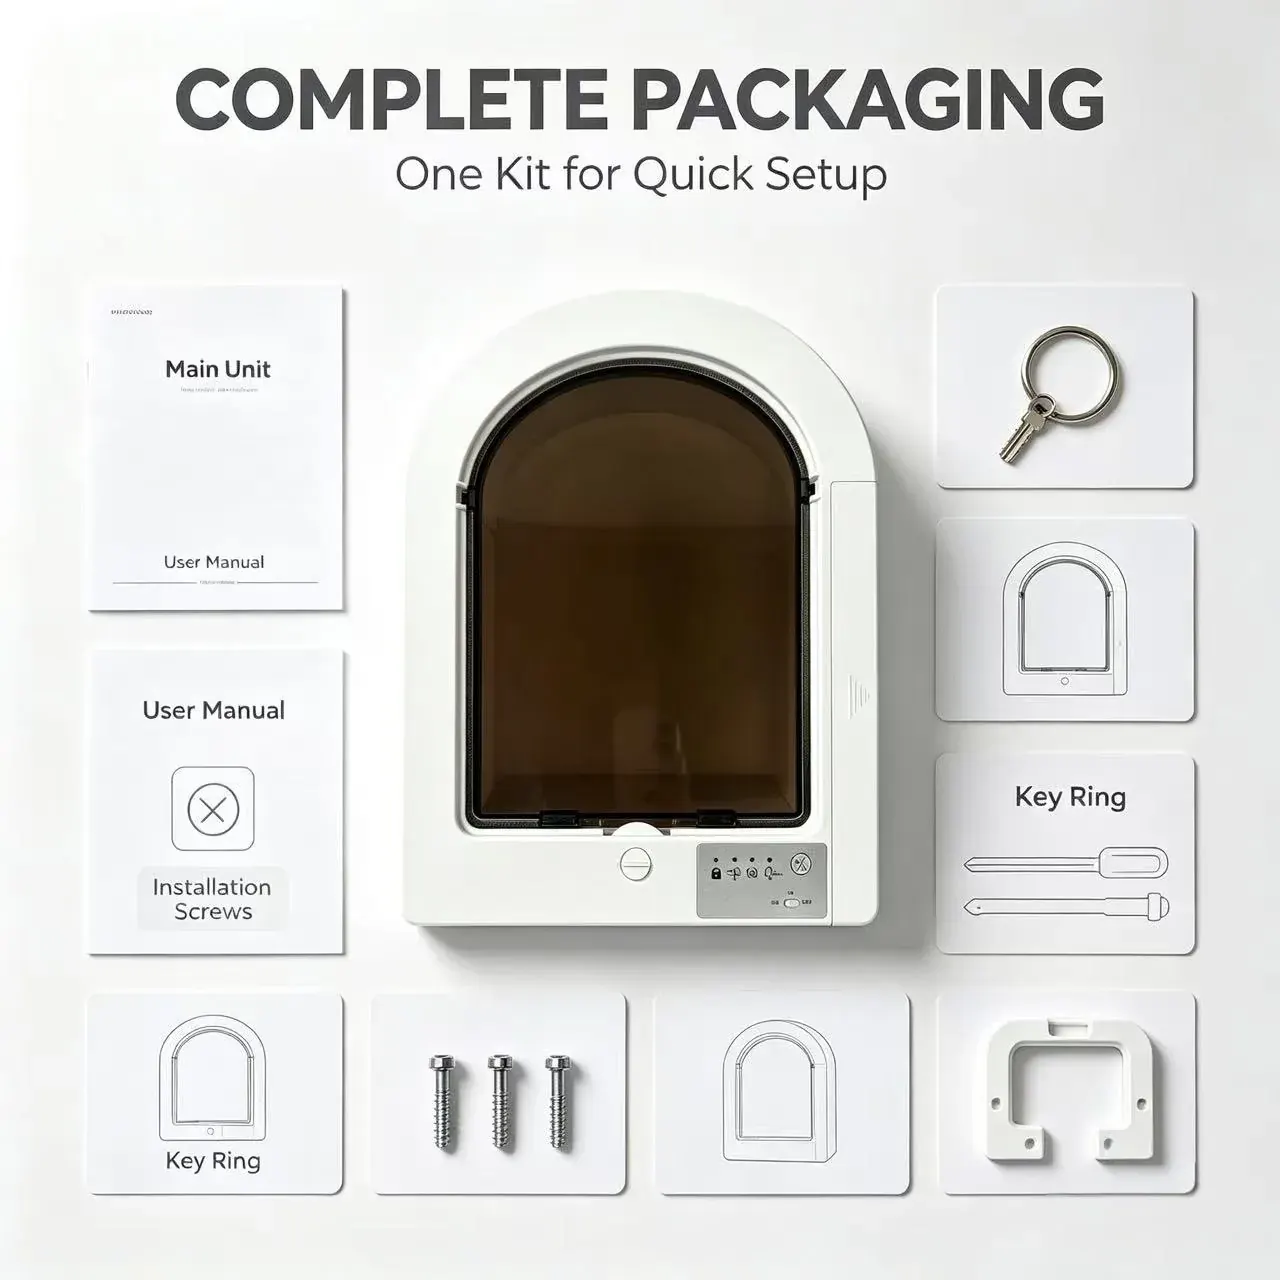 COMPLETE PACKAGING
One Kit for Quick Setup
Main Unit
User Manual
User Manual
Installation
Screws
Key Ring
Key Ring